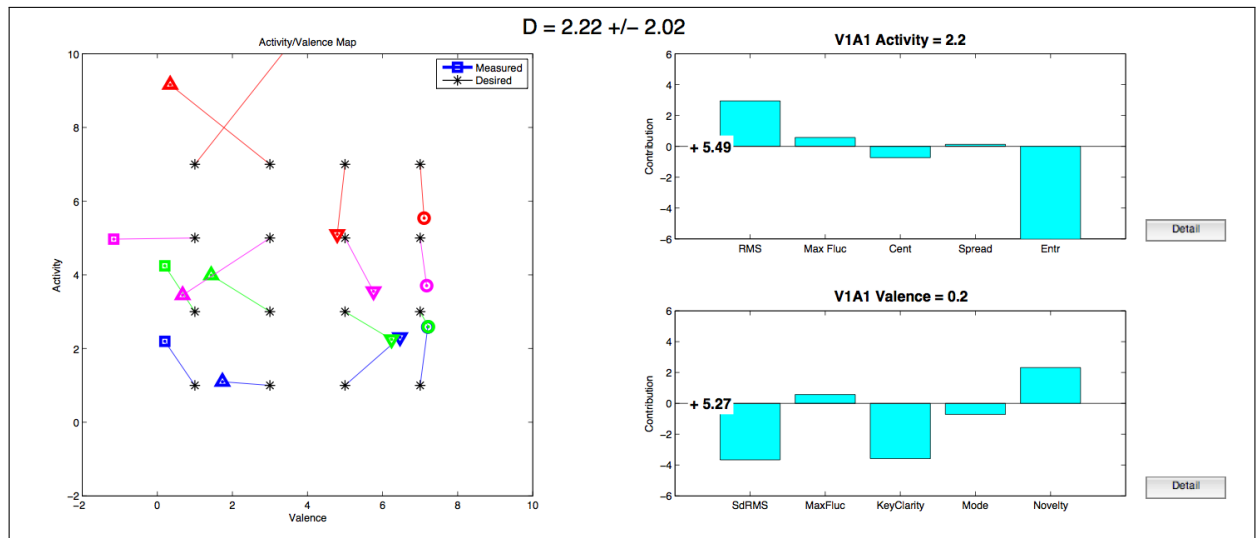 D = 2.22 +/− 2.02
Activity/Valence Map
10
8
6
4
2
0
−2
−2 0 2 4 6 8 10
Activity
Valence
Measured
Desired
V1A1 Activity = 2.2
6
4
2
0
−2
−4
−6
Contribution
+ 5.49
RMS Max Fluc Cent Spread Entr
Detail
V1A1 Valence = 0.2
6
4
2
0
−2
−4
−6
Contribution
+ 5.27
SdRMS MaxFluc KeyClarity Mode Novelty
Detail